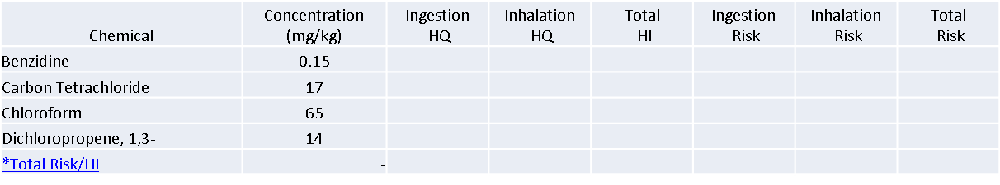 Chemical Concentration (mg/kg) Ingestion HQ Inhalation HQ Total HI Ingestion Risk Inhalation Risk Total Risk
Benzidine 0.15
Carbon Tetrachloride 17
Chloroform 65
Dichloropropene, 1,3- 14
*Total Risk/HI -